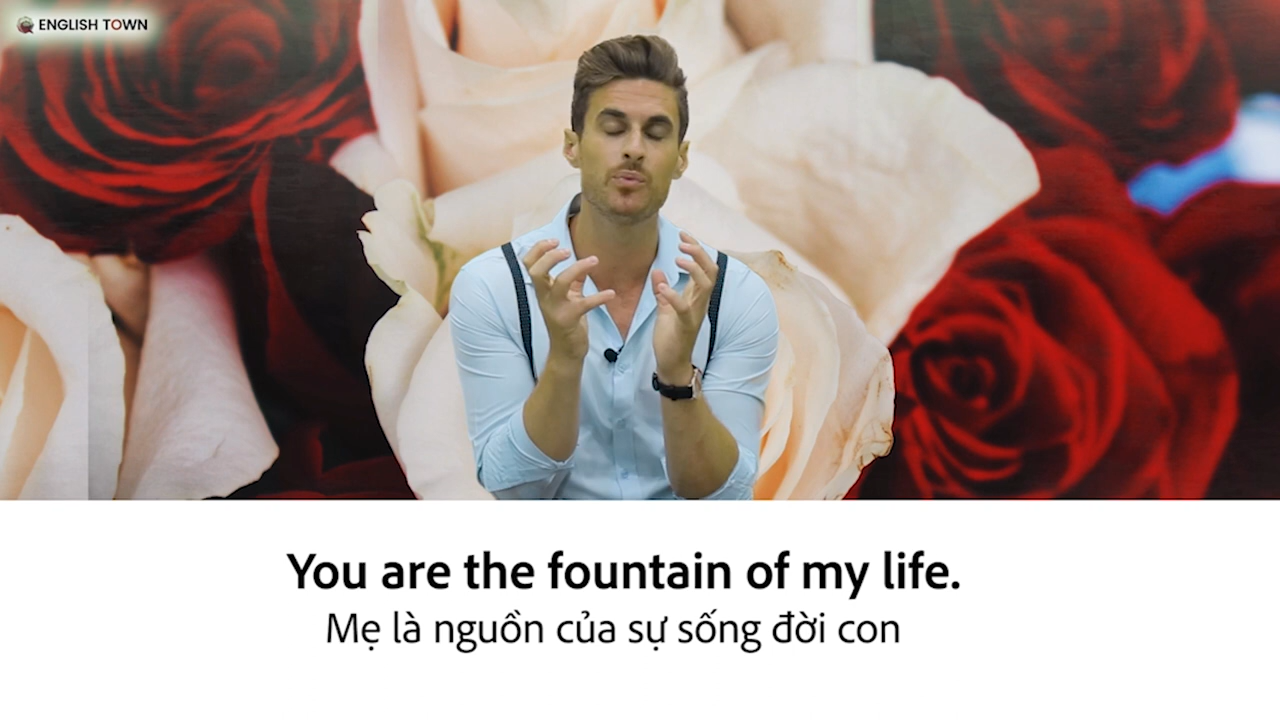 ENGLISH TOWN
You are the fountain of my life.
Mẹ là nguồn của sự sống đời con